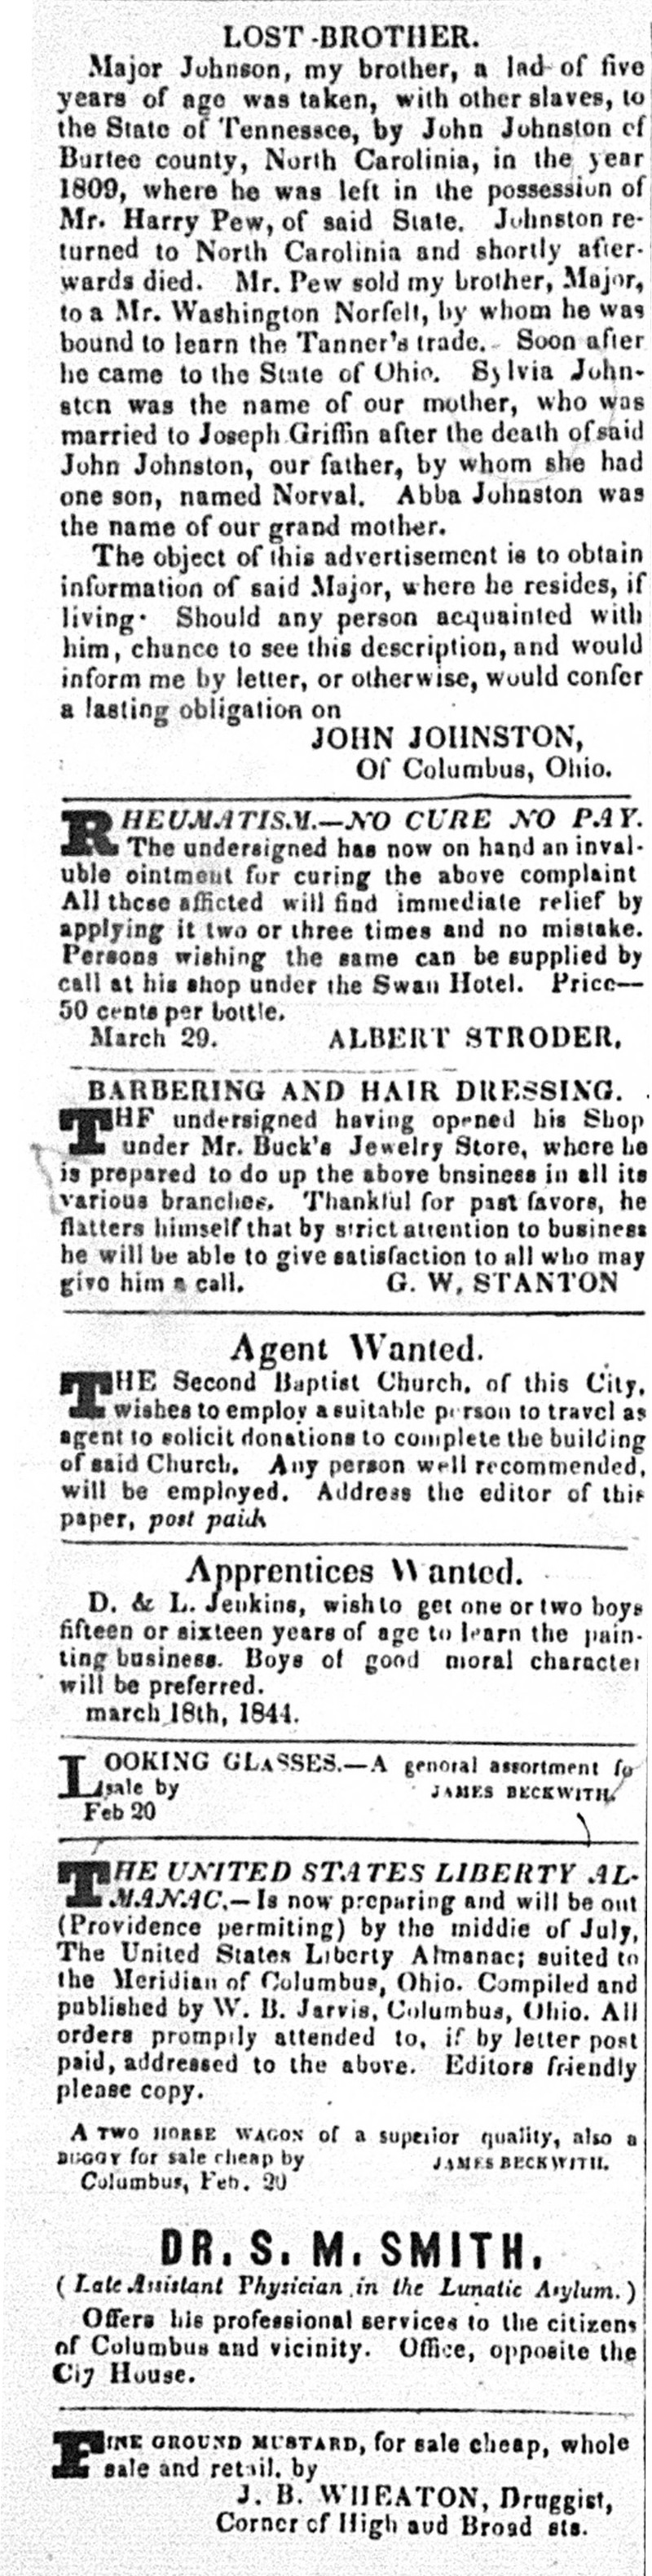 LOST-BROTHER.
Major Johnson, my brother, a lad of five
years of age was taken, with other slaves, to
the State of Tennessee, by John Johnston of
Burtee county, North Carolinia, in the year
1809, where he was left in the possession of
Mr. Harry Pew, of said State. Johnston re-
turned to North Carolinia and shortly after-
wards died. Mr. Pew sold my brother, Major,
to a Mr. Washington Norfelt, by whom he was
bound to learn the Tanner's trade. Soon after
he came to the State of Ohio. Sylvia John-
ston was the name of our mother, who was
married to Joseph Griffin after the death of said
John Johnston, our father, by whom she had
one son, named Norval. Abba Johnston was
the name of our grand mother.
The object of this advertisement is to obtain
information of said Major, where he resides, if
living. Should any person acquainted with
him, chance to see this description, and would
inform me by letter, or otherwise, would confer
a lasting obligation on
JOHN JOHNSTON,
Of Columbus, Ohio.
RHEUMATISM.—NO CURE NO PAY.
The undersigned has now on hand an inval-
uble ointment for curing the above complaint
All those afficted will find immediate relief by
applying it two or three times and no mistake.
Persons wishing the same can be supplied by
call at his shop under the Swan Hotel. Price—
50 cents per bottle.
March 29. ALBERT STRODER.
BARBERING AND HAIR DRESSING.
THE undersigned having opened his Shop
under Mr. Buck's Jewelry Store, where he
is prepared to do up the above bnsiness in all its
various branches. Thankful for past favors, he
flatters himself that by strict attention to business
he will be able to give satisfaction to all who may
give him a call. G. W. STANTON
Agent Wanted.
THE Second Baptist Church, of this City,
wishes to employ a suitable person to travel as
agent to solicit donations to complete the building
of said Church. Any person well recommended,
will be employed. Address the editor of this
paper, post paid.
Apprentices Wanted.
D. & L. Jenkins, wish to get one or two boys
fifteen or sixteen years of age to learn the pain-
ting business. Boys of good moral character
will be preferred.
march 18th, 1844.
LOOKING GLASSES.—A general assortment fo
sale by JAMES BECKWITH.
Feb 20
THE UNITED STATES LIBERTY AL-
MANAC.—Is now preparing and will be out
(Providence permiting) by the middle of July,
The United States Liberty Almanac; suited to
the Meridian of Columbus, Ohio. Compiled and
published by W. B. Jarvis, Columbus, Ohio. All
orders promptly attended to, if by letter post
paid, addressed to the above. Editors friendly
please copy.
A TWO HORSE WAGON of a superior quality, also a
BUGGY for sale cheap by JAMES BECKWITH.
Columbus, Feb. 20
DR. S. M. SMITH,
(Late Assistant Physician in the Lunatic Asylum.)
Offers his professional services to the citizens
of Columbus and vicinity. Office, opposite the
City House.
FINE GROUND MUSTARD, for sale cheap, whole
sale and retail, by
J. B. WHEATON, Druggist,
Corner of High aud Broad sts.